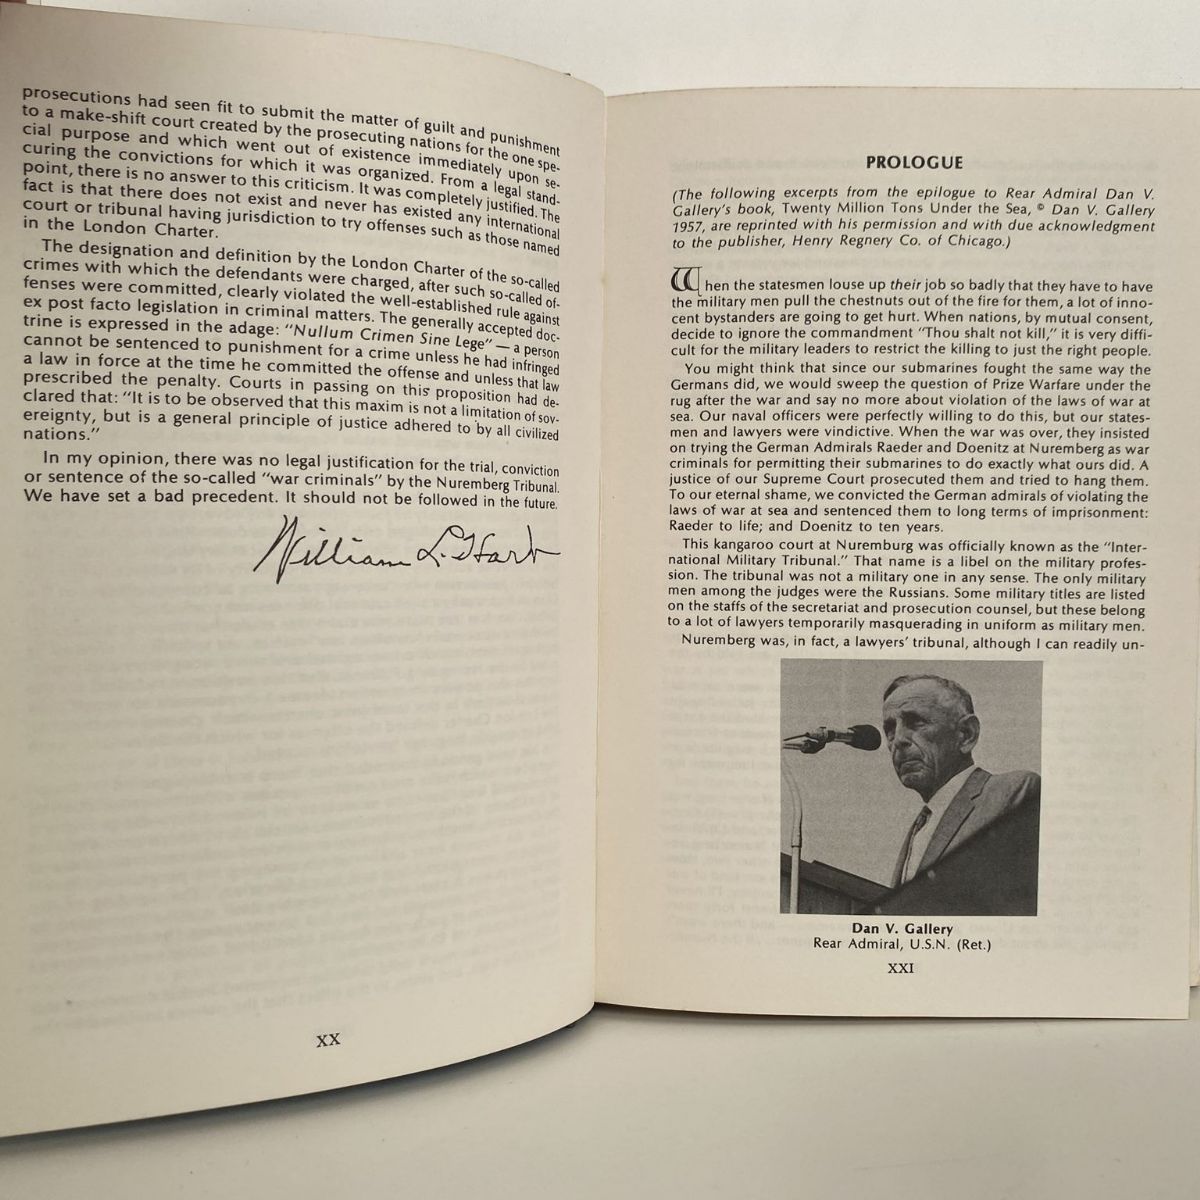 prosecutions had seen fit to submit the matter of guilt and punishment
to a make-shift court created by the prosecuting nations for the one spe-
cial purpose and which went out of existence immediately upon se-
curing the convictions for which it was organized. From a legal stand-
point, there is no answer to this criticism. It was completely justified. The
fact is that there does not exist and never has existed any international
court or tribunal having jurisdiction to try offenses such as those named
in the London Charter.
The designation and definition by the London Charter of the so-called
crimes with which the defendants were charged, after such so-called of-
fenses were committed, clearly violated the well-established rule against
ex post facto legislation in criminal matters. The generally accepted doc-
trine is expressed in the adage: "Nullum Crimen Sine Lege" — a person
cannot be sentenced to punishment for a crime unless he had infringed
a law in force at the time he committed the offense and unless that law
prescribed the penalty. Courts in passing on this proposition had de-
clared that: "It is to be observed that this maxim is not a limitation of sov-
ereignty, but is a general principle of justice adhered to by all civilized
nations."
In my opinion, there was no legal justification for the trial, conviction
or sentence of the so-called "war criminals" by the Nuremberg Tribunal.
We have set a bad precedent. It should not be followed in the future.
William L. Hart
XX
PROLOGUE
(The following excerpts from the epilogue to Rear Admiral Dan V.
Gallery's book, Twenty Million Tons Under the Sea, © Dan V. Gallery
1957, are reprinted with his permission and with due acknowledgment
to the publisher, Henry Regnery Co. of Chicago.)
When the statesmen louse up their job so badly that they have to have
the military men pull the chestnuts out of the fire for them, a lot of inno-
cent bystanders are going to get hurt. When nations, by mutual consent,
decide to ignore the commandment "Thou shalt not kill," it is very diffi-
cult for the military leaders to restrict the killing to just the right people.
You might think that since our submarines fought the same way the
Germans did, we would sweep the question of Prize Warfare under the
rug after the war and say no more about violation of the laws of war at
sea. Our naval officers were perfectly willing to do this, but our states-
men and lawyers were vindictive. When the war was over, they insisted
on trying the German Admirals Raeder and Doenitz at Nuremberg as war
criminals for permitting their submarines to do exactly what ours did. A
justice of our Supreme Court prosecuted them and tried to hang them.
To our eternal shame, we convicted the German admirals of violating the
laws of war at sea and sentenced them to long terms of imprisonment:
Raeder to life; and Doenitz to ten years.
This kangaroo court at Nuremburg was officially known as the "Inter-
national Military Tribunal." That name is a libel on the military profes-
sion. The tribunal was not a military one in any sense. The only military
men among the judges were the Russians. Some military titles are listed
on the staffs of the secretariat and prosecution counsel, but these belong
to a lot of lawyers temporarily masquerading in uniform as military men.
Nuremberg was, in fact, a lawyers' tribunal, although I can readily un-
Dan V. Gallery
Rear Admiral, U.S.N. (Ret.)
XXI